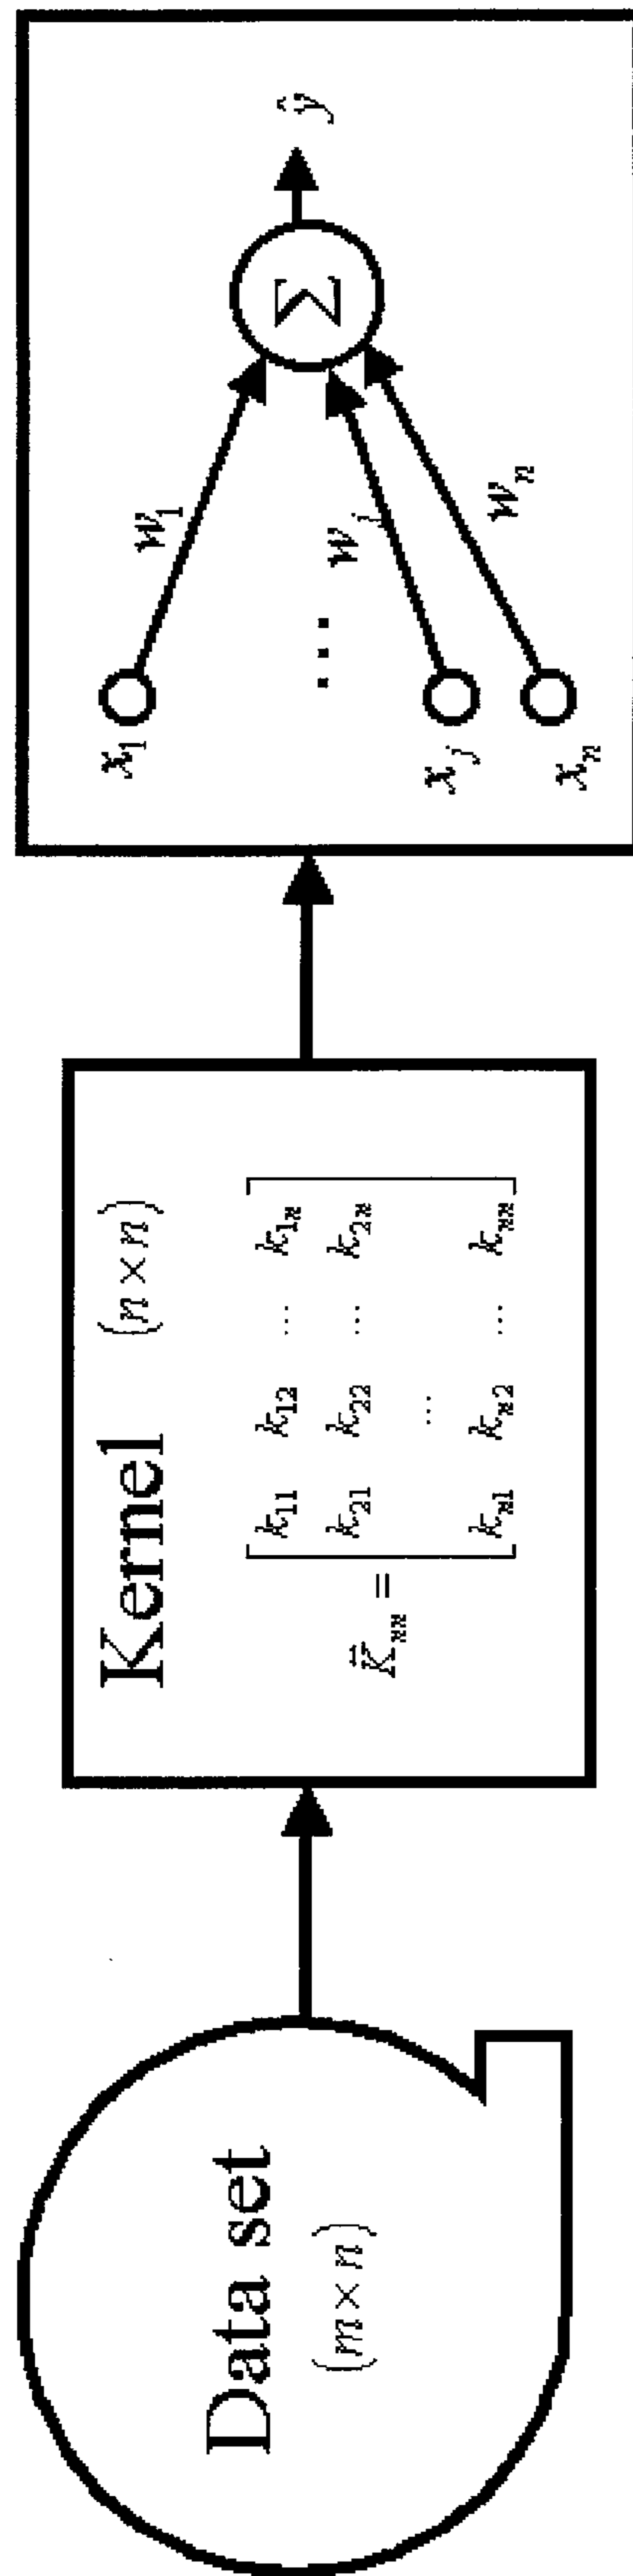 Data set
(m × n)
Kernel (n × n)
K̈ₙₙ =
k₁₁ k₁₂ ... k₁ₙ
k₂₁ k₂₂ ... k₂ₙ
...
kₙ₁ kₙ₂ ... kₙₙ
x₁
w₁
...
xⱼ
wⱼ
xₙ
wₙ
Σ
ŷ